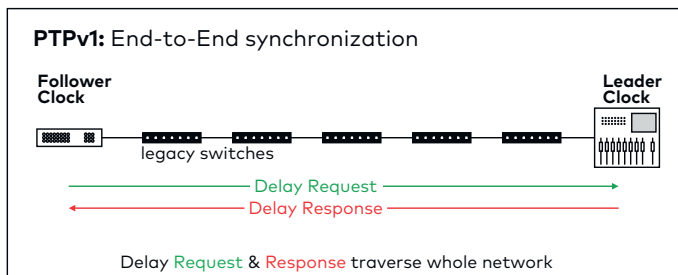 PTPv1: End-to-End synchronization
Follower
Clock
Leader
Clock
legacy switches
Delay Request
Delay Response
Delay Request & Response traverse whole network